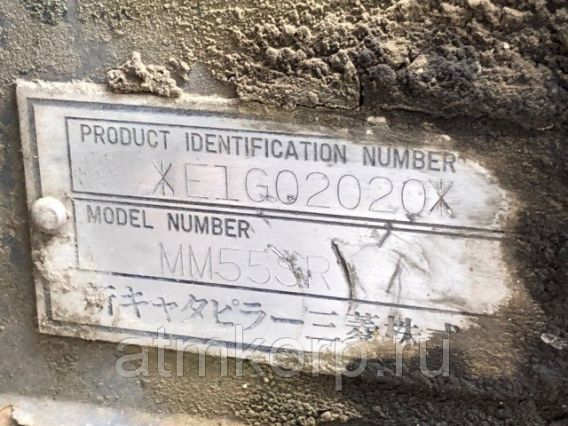 PRODUCT IDENTIFICATION NUMBER
*E1G02020*
MODEL NUMBER
MM55SR
新キャタピラー三菱株式
atmkorp.ru